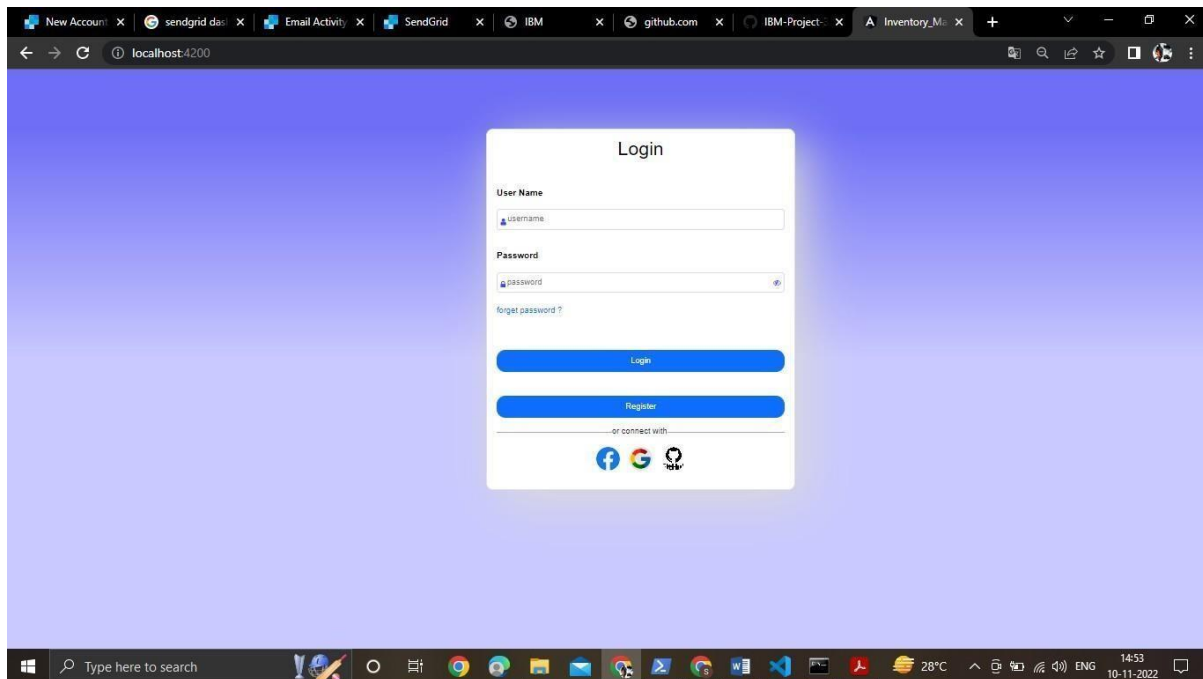 New Account
sendgrid das
Email Activity
SendGrid
IBM
github.com
IBM-Project-
Inventory_Ma
localhost:4200
Login
User Name
username
Password
password
forget password ?
Login
Register
or connect with
Type here to search
28°C
ENG
14:53
10-11-2022